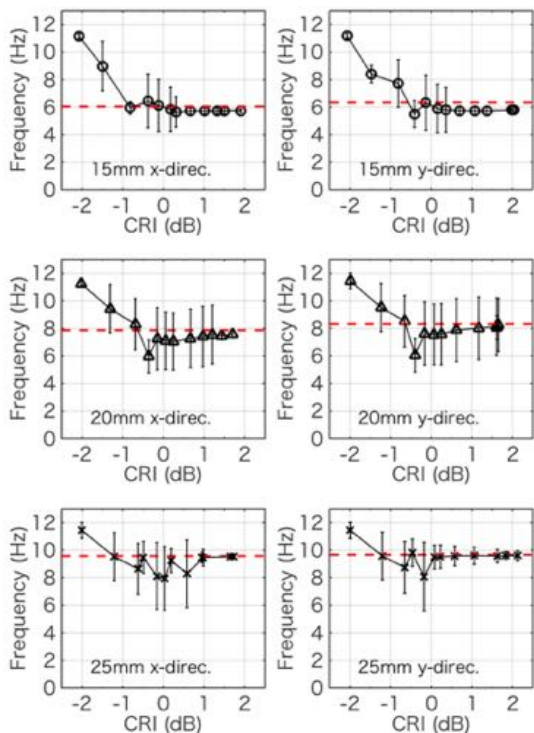 12
10
8
6
4
2
0
Frequency (Hz)
15mm x-direc.
-2 -1 0 1 2
CRI (dB)
12
10
8
6
4
2
0
Frequency (Hz)
15mm y-direc.
-2 -1 0 1 2
CRI (dB)
12
10
8
6
4
2
0
Frequency (Hz)
20mm x-direc.
-2 -1 0 1 2
CRI (dB)
12
10
8
6
4
2
0
Frequency (Hz)
20mm y-direc.
-2 -1 0 1 2
CRI (dB)
12
10
8
6
4
2
0
Frequency (Hz)
25mm x-direc.
-2 -1 0 1 2
CRI (dB)
12
10
8
6
4
2
0
Frequency (Hz)
25mm y-direc.
-2 -1 0 1 2
CRI (dB)